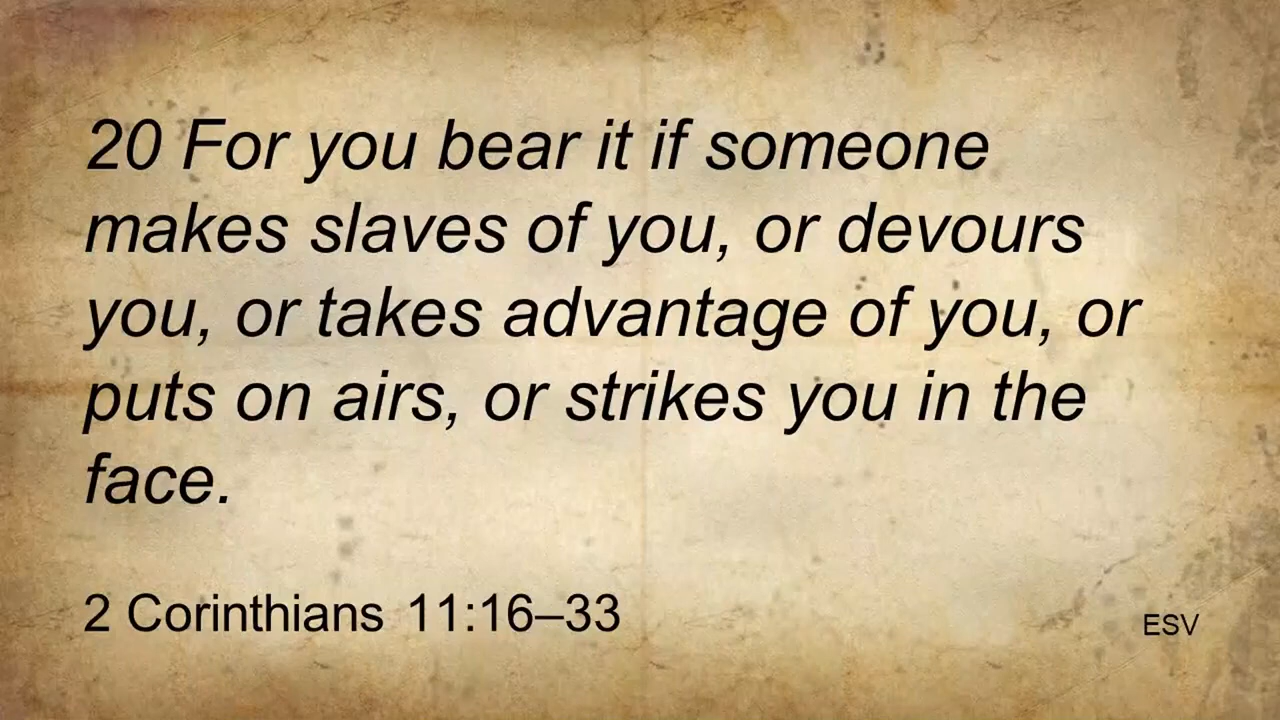 20 For you bear it if someone
makes slaves of you, or devours
you, or takes advantage of you, or
puts on airs, or strikes you in the
face.
2 Corinthians 11:16–33
ESV